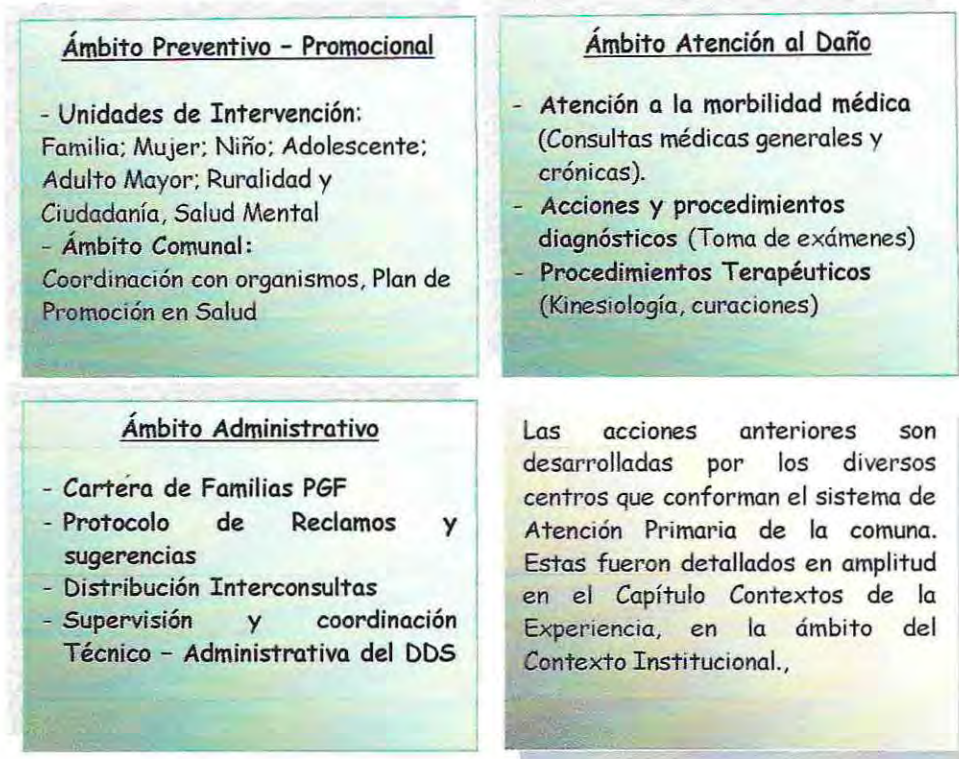 Ámbito Preventivo - Promocional
- Unidades de Intervención:
Familia; Mujer; Niño; Adolescente;
Adulto Mayor; Ruralidad y
Ciudadanía, Salud Mental
- Ámbito Comunal:
Coordinación con organismos, Plan de
Promoción en Salud
Ámbito Atención al Daño
- Atención a la morbilidad médica
(Consultas médicas generales y
crónicas).
- Acciones y procedimientos
diagnósticos (Toma de exámenes)
- Procedimientos Terapéuticos
(Kinesiología, curaciones)
Ámbito Administrativo
- Cartera de Familias PGF
- Protocolo de Reclamos y
sugerencias
- Distribución Interconsultas
- Supervisión y coordinación
Técnico - Administrativa del DDS
Las acciones anteriores son
desarrolladas por los diversos
centros que conforman el sistema de
Atención Primaria de la comuna.
Estas fueron detallados en amplitud
en el Capítulo Contextos de la
Experiencia, en la ámbito del
Contexto Institucional.,